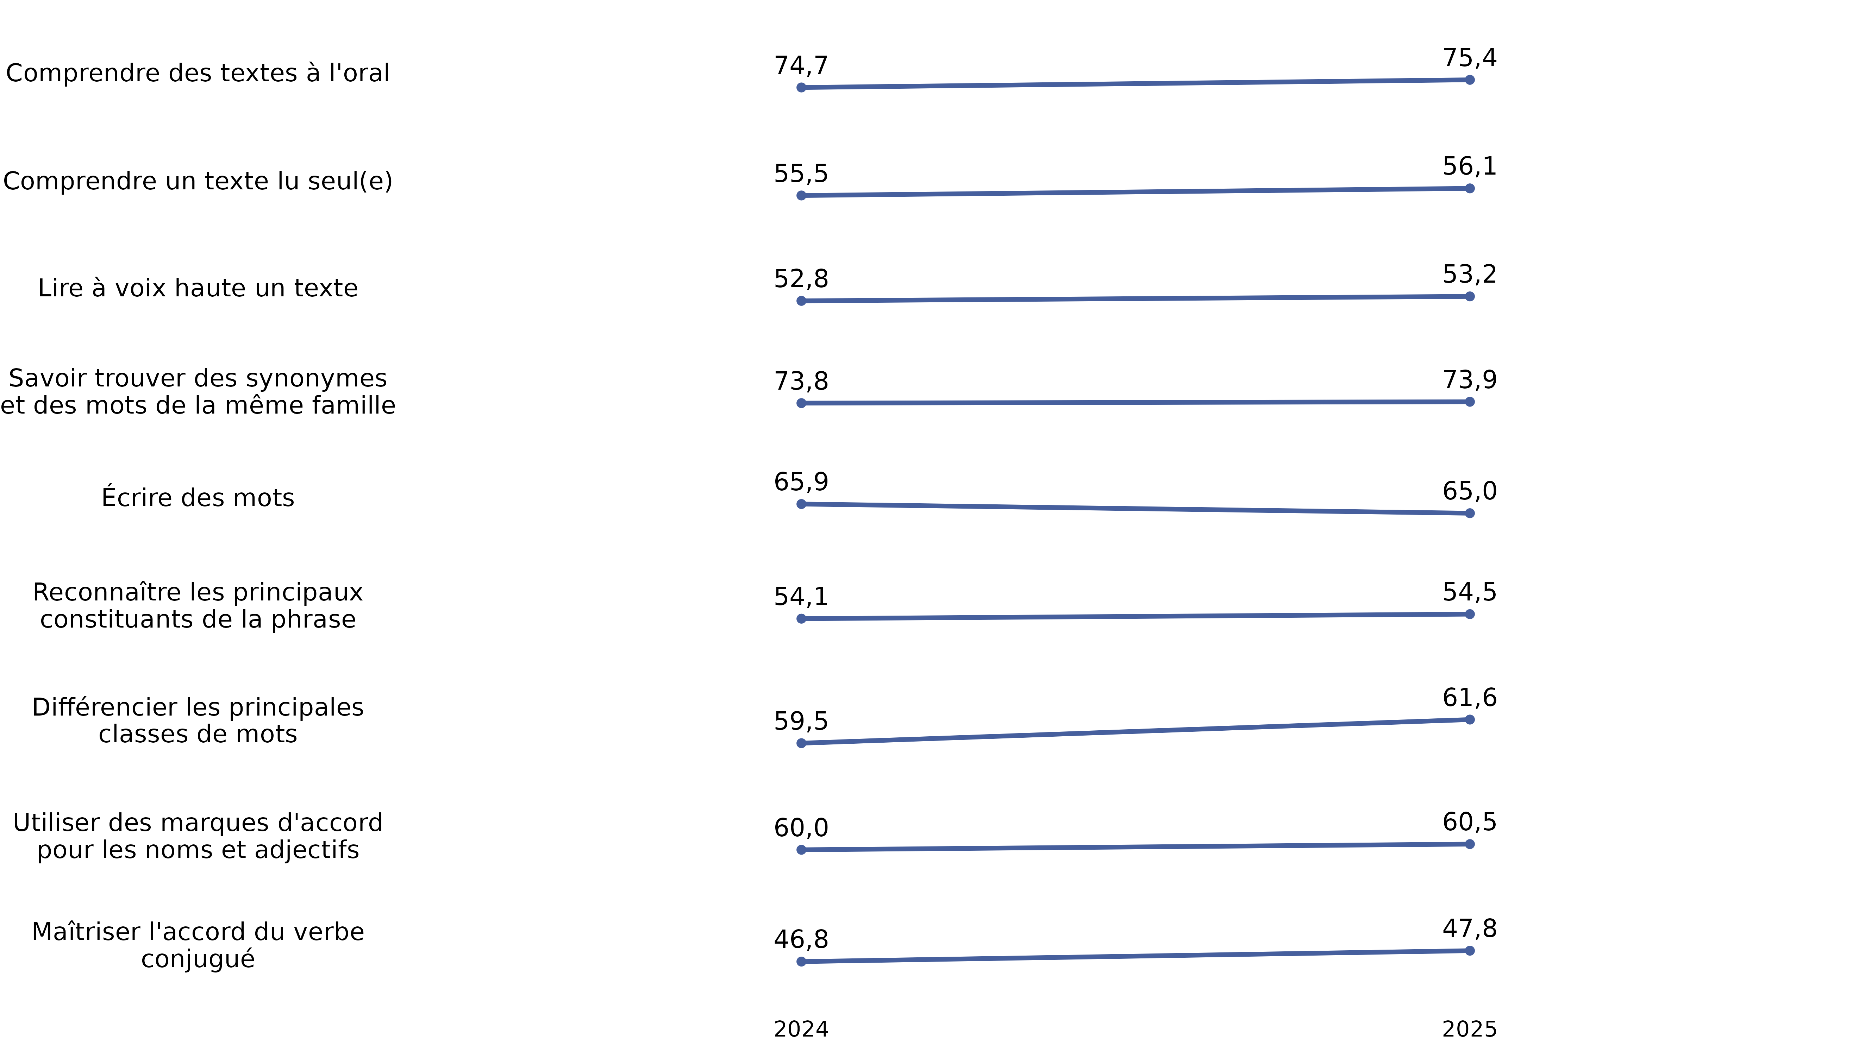 Comprendre des textes à l'oral
74,7
75,4
Comprendre un texte lu seul(e)
55,5
56,1
Lire à voix haute un texte
52,8
53,2
Savoir trouver des synonymes
et des mots de la même famille
73,8
73,9
Écrire des mots
65,9
65,0
Reconnaître les principaux
constituants de la phrase
54,1
54,5
Différencier les principales
classes de mots
59,5
61,6
Utiliser des marques d'accord
pour les noms et adjectifs
60,0
60,5
Maîtriser l'accord du verbe
conjugué
46,8
47,8
2024
2025